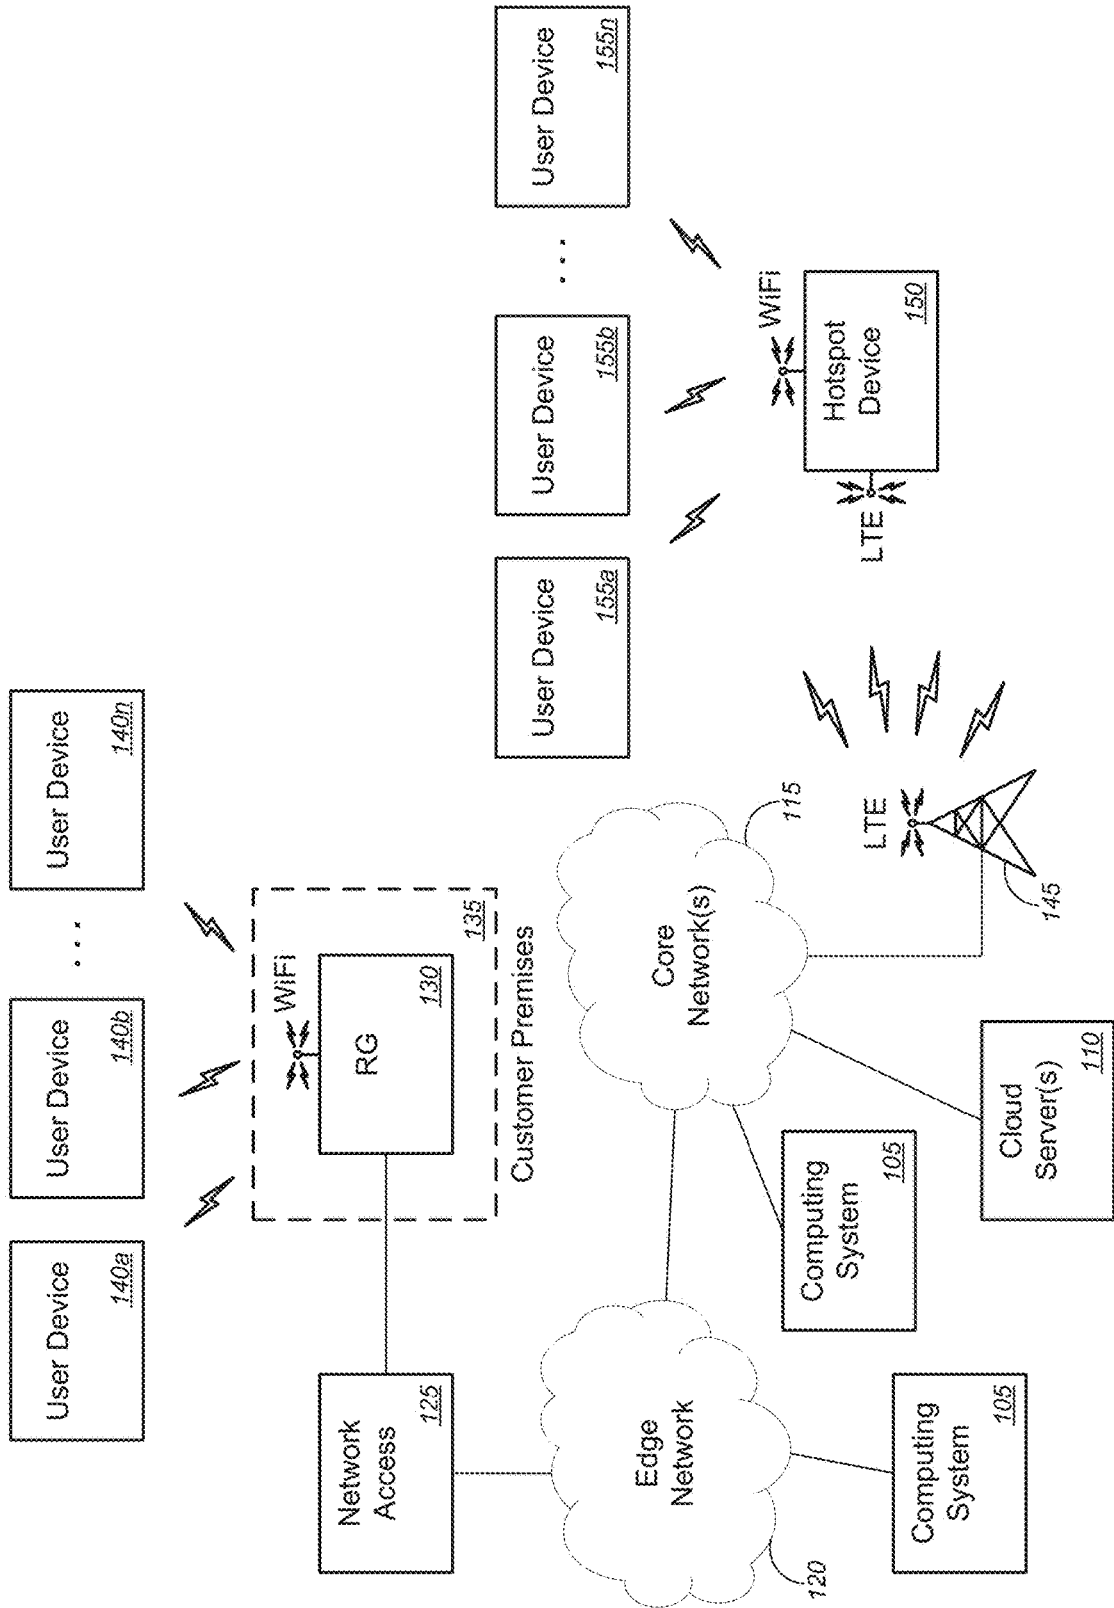 User Device
140a
User Device
140b
. . .
User Device
140n
Network
Access
125
WiFi
RG
130
135
Customer Premises
User Device
155a
User Device
155b
. . .
User Device
155n
Edge
Network
120
Core
Network(s)
115
Computing
System
105
Computing
System
105
Cloud
Server(s)
110
LTE
145
LTE
WiFi
Hotspot
Device
150